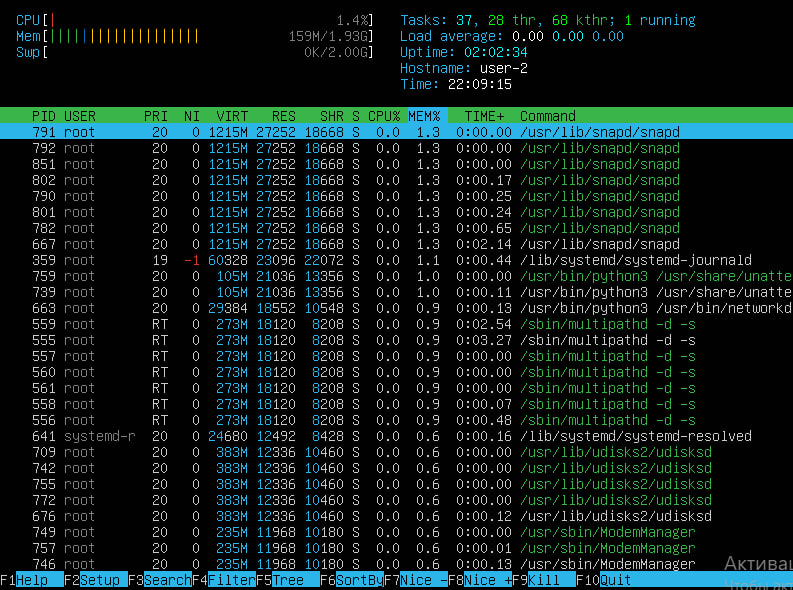 CPU[| 1.4%] Tasks: 37, 28 thr, 68 kthr; 1 running
Mem[||||||||||||||||||| 159M/1.93G] Load average: 0.00 0.00 0.00
Swp[ 0K/2.00G] Uptime: 02:02:34
Hostname: user-2
Time: 22:09:15
PID USER PRI NI VIRT RES SHR S CPU% MEM% TIME+ Command
791 root 20 0 1215M 27252 18668 S 0.0 1.3 0:00.00 /usr/lib/snapd/snapd
792 root 20 0 1215M 27252 18668 S 0.0 1.3 0:00.00 /usr/lib/snapd/snapd
851 root 20 0 1215M 27252 18668 S 0.0 1.3 0:00.00 /usr/lib/snapd/snapd
802 root 20 0 1215M 27252 18668 S 0.0 1.3 0:00.17 /usr/lib/snapd/snapd
790 root 20 0 1215M 27252 18668 S 0.0 1.3 0:00.25 /usr/lib/snapd/snapd
801 root 20 0 1215M 27252 18668 S 0.0 1.3 0:00.24 /usr/lib/snapd/snapd
782 root 20 0 1215M 27252 18668 S 0.0 1.3 0:00.65 /usr/lib/snapd/snapd
667 root 20 0 1215M 27252 18668 S 0.0 1.3 0:02.14 /usr/lib/snapd/snapd
359 root 19 -1 60328 23096 22072 S 0.0 1.1 0:00.44 /lib/systemd/systemd-journald
759 root 20 0 105M 21036 13356 S 0.0 1.0 0:00.00 /usr/bin/python3 /usr/share/unatte
739 root 20 0 105M 21036 13356 S 0.0 1.0 0:00.11 /usr/bin/python3 /usr/share/unatte
663 root 20 0 29384 18552 10548 S 0.0 0.9 0:00.13 /usr/bin/python3 /usr/bin/networkd
559 root RT 0 273M 18120 8208 S 0.0 0.9 0:02.54 /sbin/multipathd -d -s
555 root RT 0 273M 18120 8208 S 0.0 0.9 0:03.27 /sbin/multipathd -d -s
557 root RT 0 273M 18120 8208 S 0.0 0.9 0:00.00 /sbin/multipathd -d -s
560 root RT 0 273M 18120 8208 S 0.0 0.9 0:00.00 /sbin/multipathd -d -s
561 root RT 0 273M 18120 8208 S 0.0 0.9 0:00.00 /sbin/multipathd -d -s
558 root RT 0 273M 18120 8208 S 0.0 0.9 0:00.07 /sbin/multipathd -d -s
556 root RT 0 273M 18120 8208 S 0.0 0.9 0:00.48 /sbin/multipathd -d -s
641 systemd-r 20 0 24680 12492 8428 S 0.0 0.6 0:00.16 /lib/systemd/systemd-resolved
709 root 20 0 383M 12336 10460 S 0.0 0.6 0:00.00 /usr/lib/udisks2/udisksd
742 root 20 0 383M 12336 10460 S 0.0 0.6 0:00.00 /usr/lib/udisks2/udisksd
755 root 20 0 383M 12336 10460 S 0.0 0.6 0:00.00 /usr/lib/udisks2/udisksd
772 root 20 0 383M 12336 10460 S 0.0 0.6 0:00.00 /usr/lib/udisks2/udisksd
676 root 20 0 383M 12336 10460 S 0.0 0.6 0:00.12 /usr/lib/udisks2/udisksd
749 root 20 0 235M 11968 10180 S 0.0 0.6 0:00.00 /usr/sbin/ModemManager
757 root 20 0 235M 11968 10180 S 0.0 0.6 0:00.01 /usr/sbin/ModemManager
746 root 20 0 235M 11968 10180 S 0.0 0.6 0:00.13 /usr/sbin/ModemManager
Активац
F1Help F2Setup F3SearchF4FilterF5Tree F6SortByF7Nice -F8Nice +F9Kill F10Quit